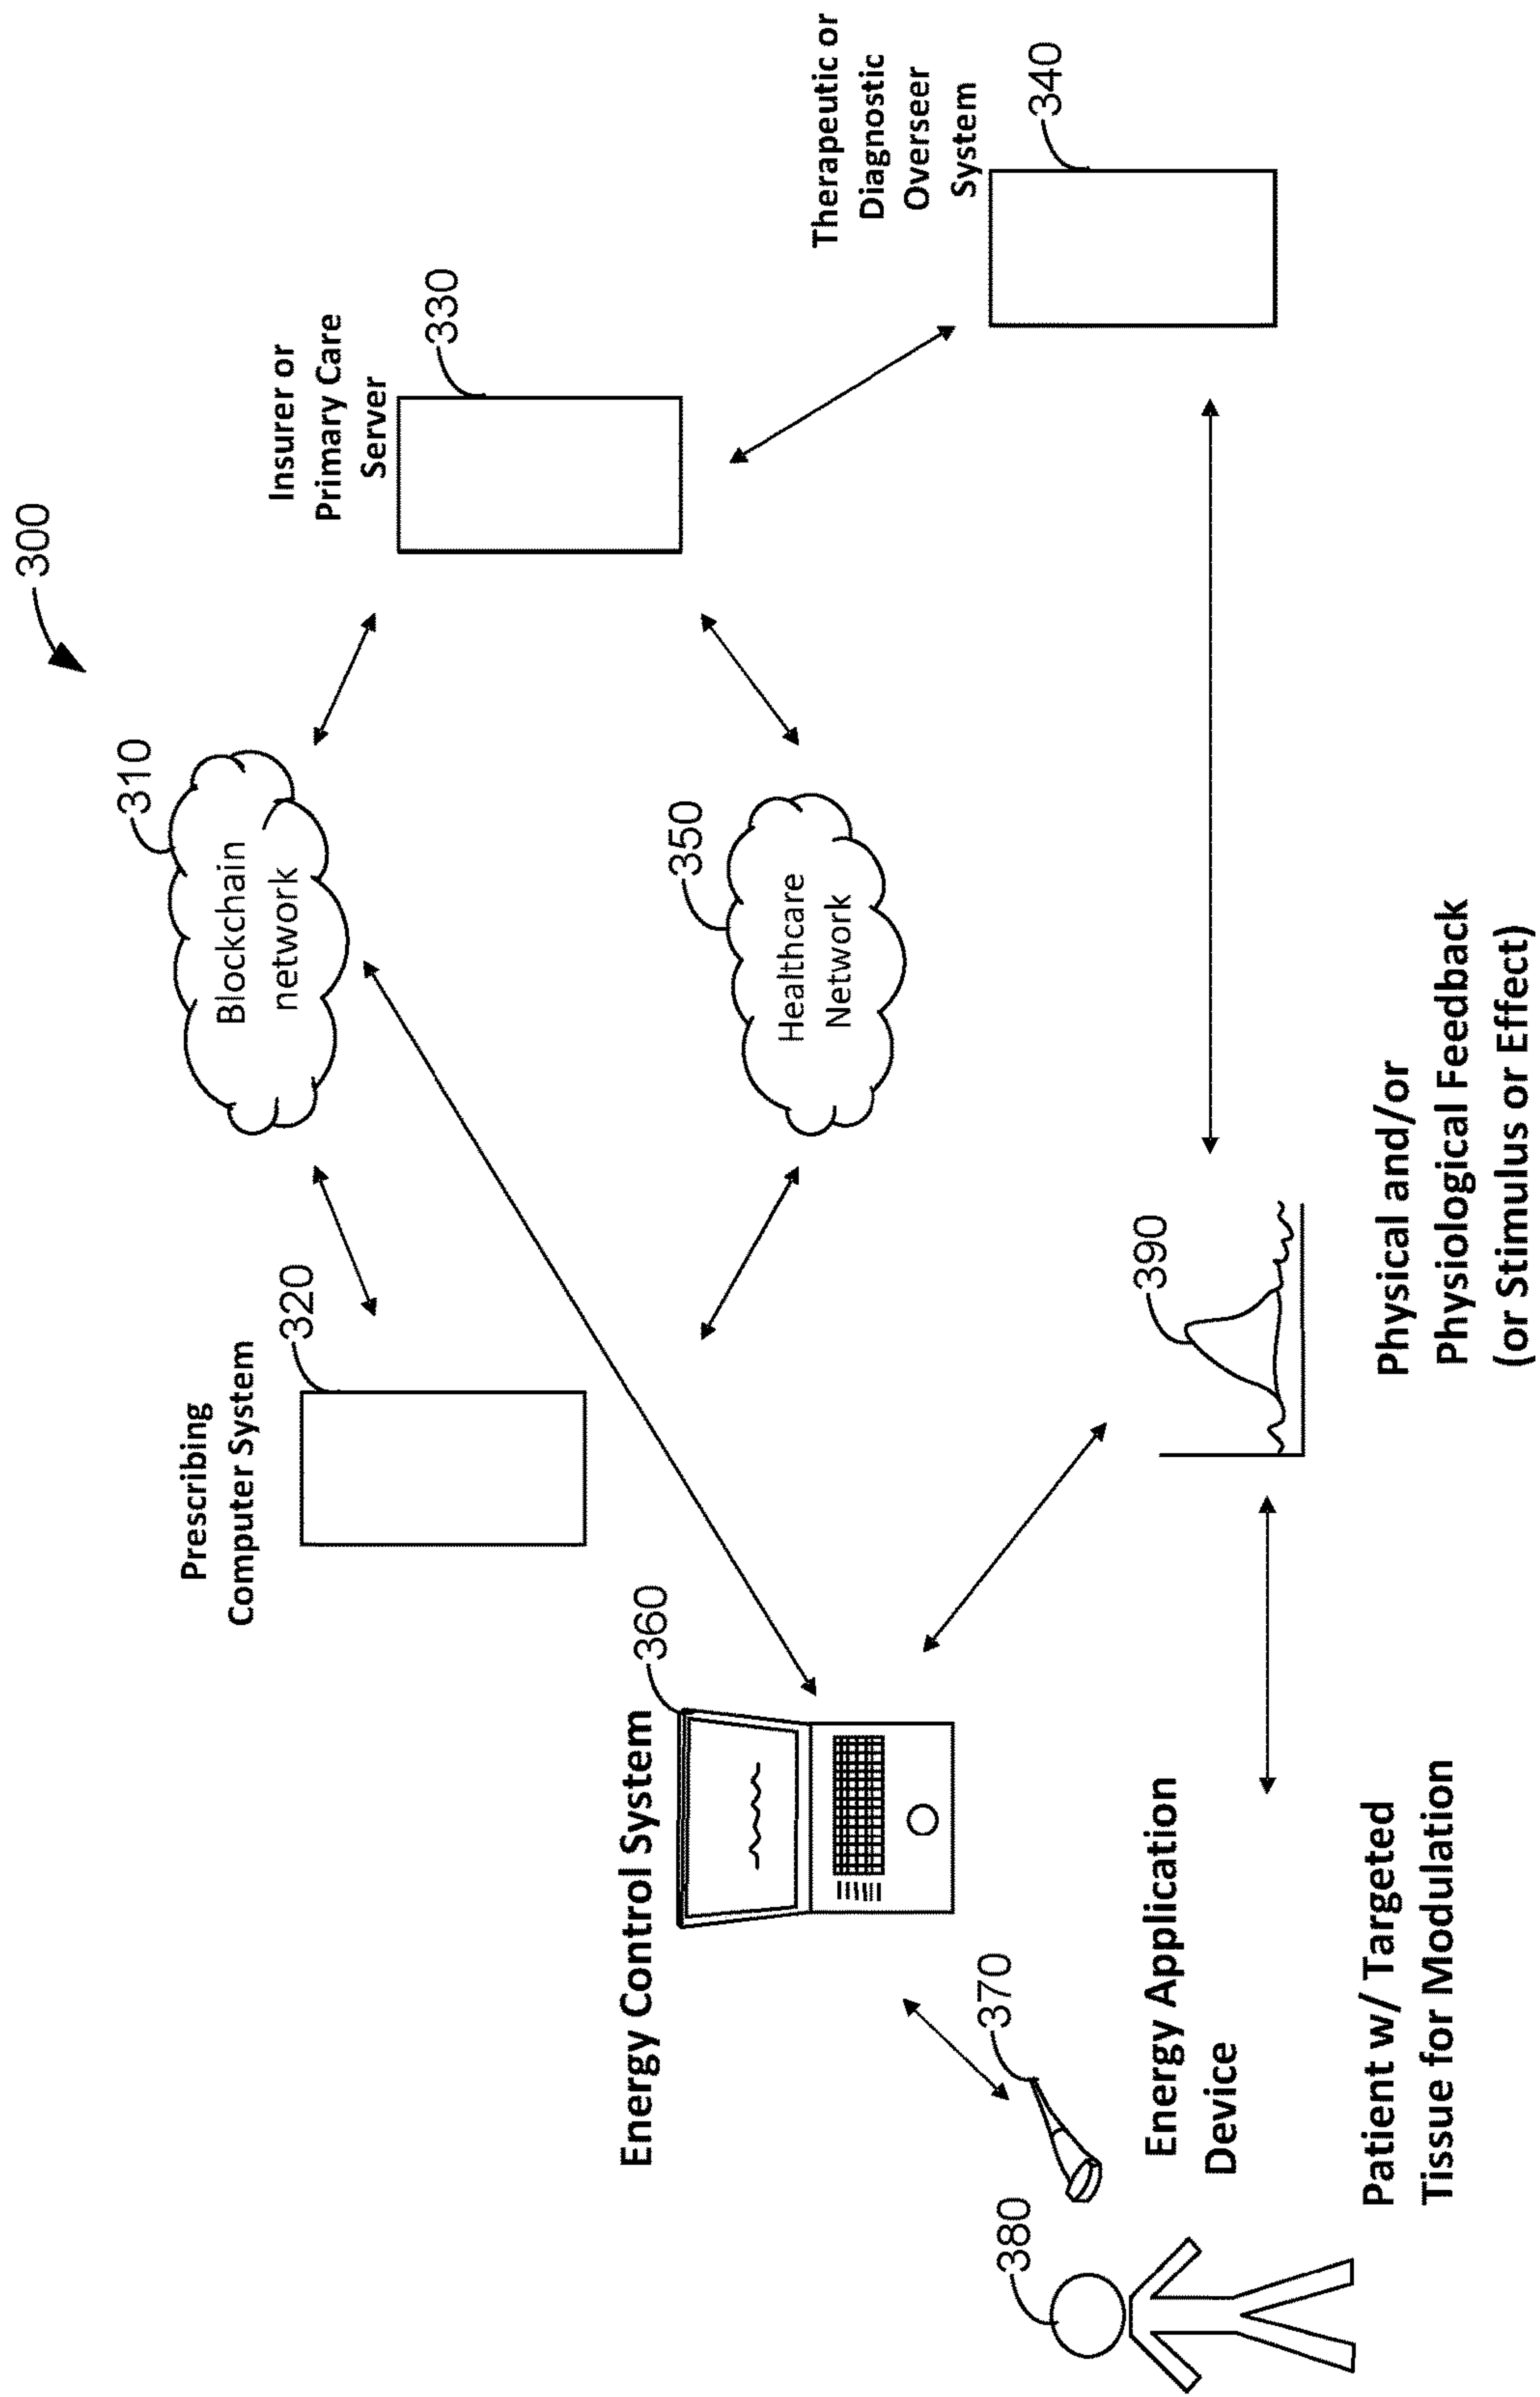 300
310
Blockchain
network
Prescribing
Computer System
320
Insurer or
Primary Care
Server
330
350
Healthcare
Network
Therapeutic or
Diagnostic
Overseer
System
340
Energy Control System
360
370
380
Energy Application
Device
Patient w/ Targeted
Tissue for Modulation
390
Physical and/or
Physiological Feedback
(or Stimulus or Effect)